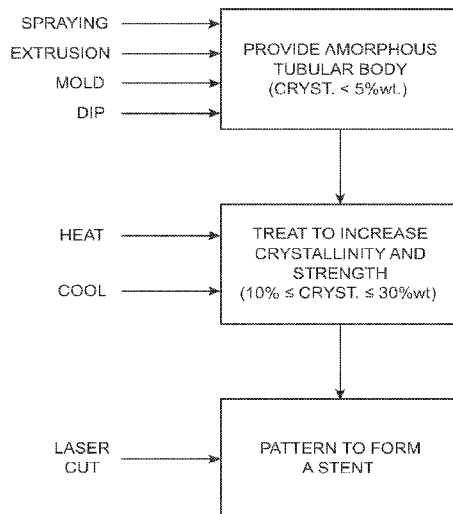 SPRAYING
EXTRUSION
MOLD
DIP
PROVIDE AMORPHOUS
TUBULAR BODY
(CRYST. < 5%wt.)
HEAT
COOL
TREAT TO INCREASE
CRYSTALLINITY AND
STRENGTH
(10% ≤ CRYST. ≤ 30%wt)
LASER
CUT
PATTERN TO FORM
A STENT